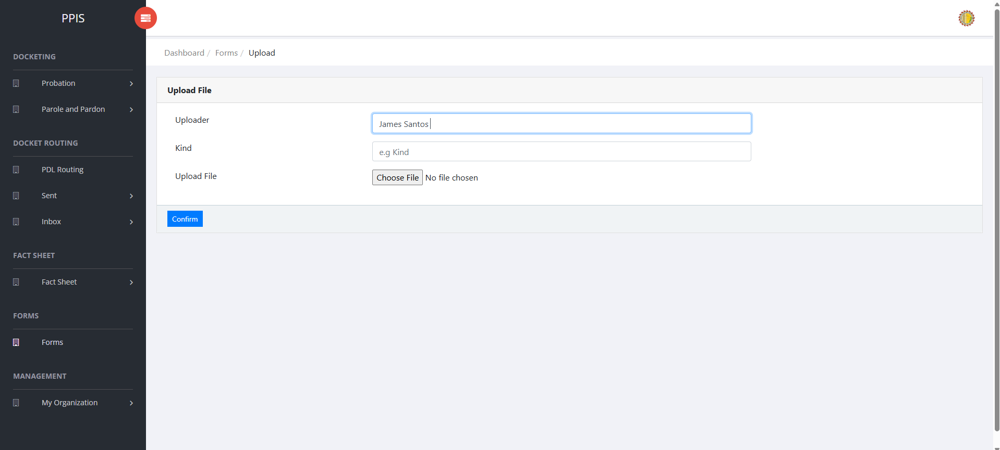 PPIS
DOCKETING
Probation
Parole and Pardon
DOCKET ROUTING
PDL Routing
Sent
Inbox
FACT SHEET
Fact Sheet
FORMS
Forms
MANAGEMENT
My Organization
Dashboard / Forms / Upload
Upload File
Uploader
James Santos
Kind
e.g Kind
Upload File
Choose File No file chosen
Confirm